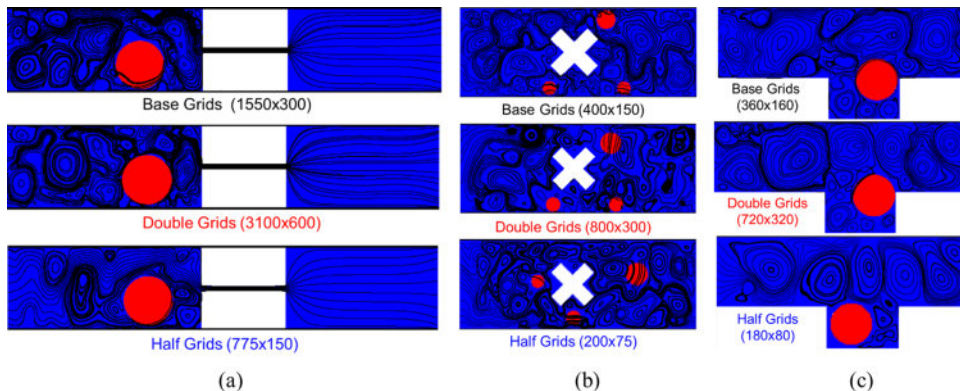 Base Grids (1550x300)
Double Grids (3100x600)
Half Grids (775x150)
(a)
Base Grids (400x150)
Double Grids (800x300)
Half Grids (200x75)
(b)
Base Grids
(360x160)
Double Grids
(720x320)
Half Grids
(180x80)
(c)